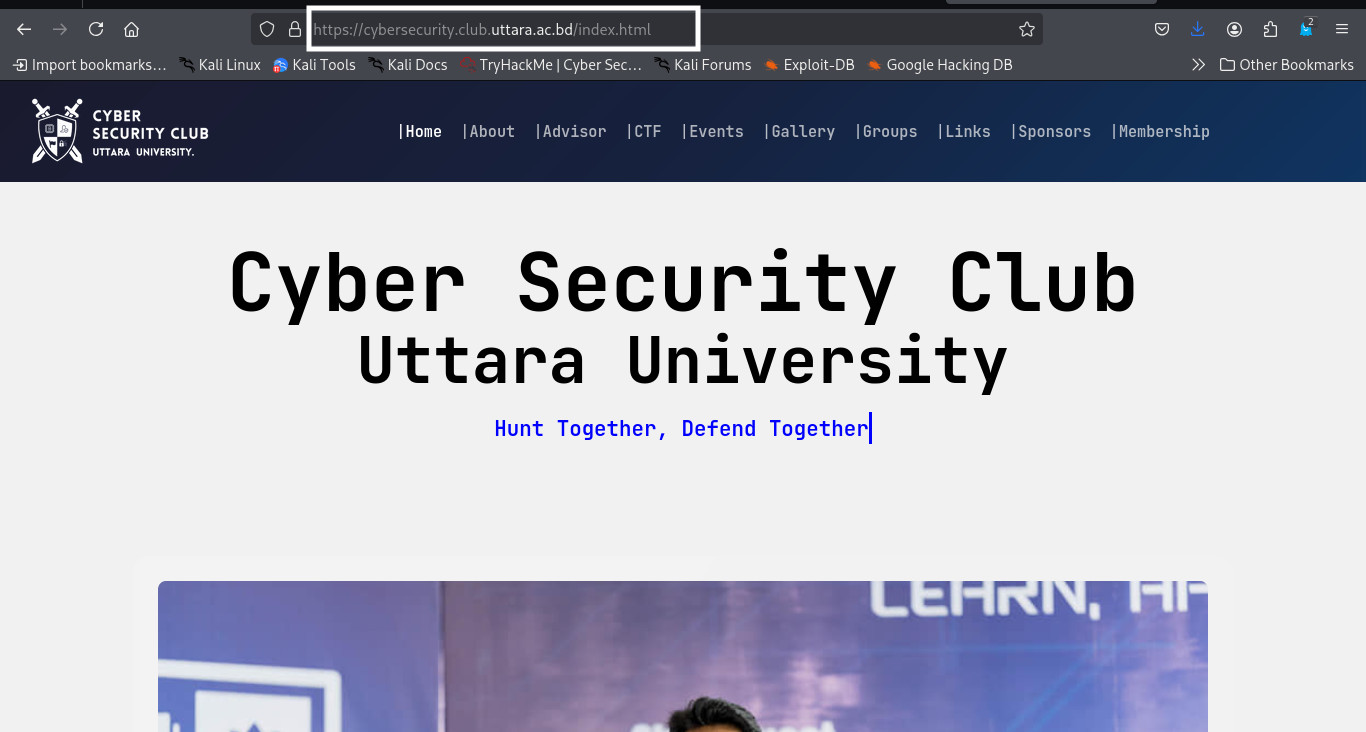 https://cybersecurity.club.uttara.ac.bd/index.html
2
Import bookmarks… Kali Linux Kali Tools Kali Docs TryHackMe | Cyber Sec… Kali Forums Exploit-DB Google Hacking DB Other Bookmarks
CYBER
SECURITY CLUB
UTTARA UNIVERSITY.
|Home |About |Advisor |CTF |Events |Gallery |Groups |Links |Sponsors |Membership
Cyber Security Club
Uttara University
Hunt Together, Defend Together
LEARN,